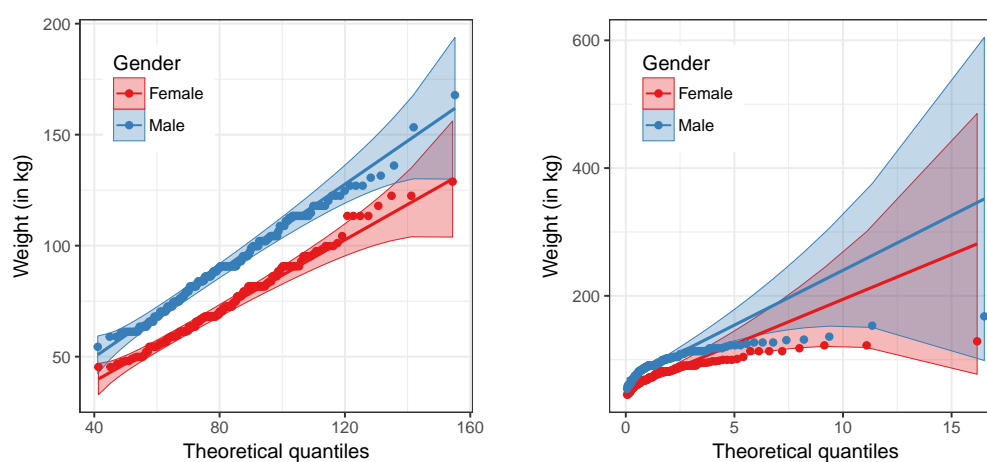 Weight (in kg)
200
150
100
50
Gender
Female
Male
40
80
120
160
Theoretical quantiles
Weight (in kg)
600
400
200
Gender
Female
Male
0
5
10
15
Theoretical quantiles